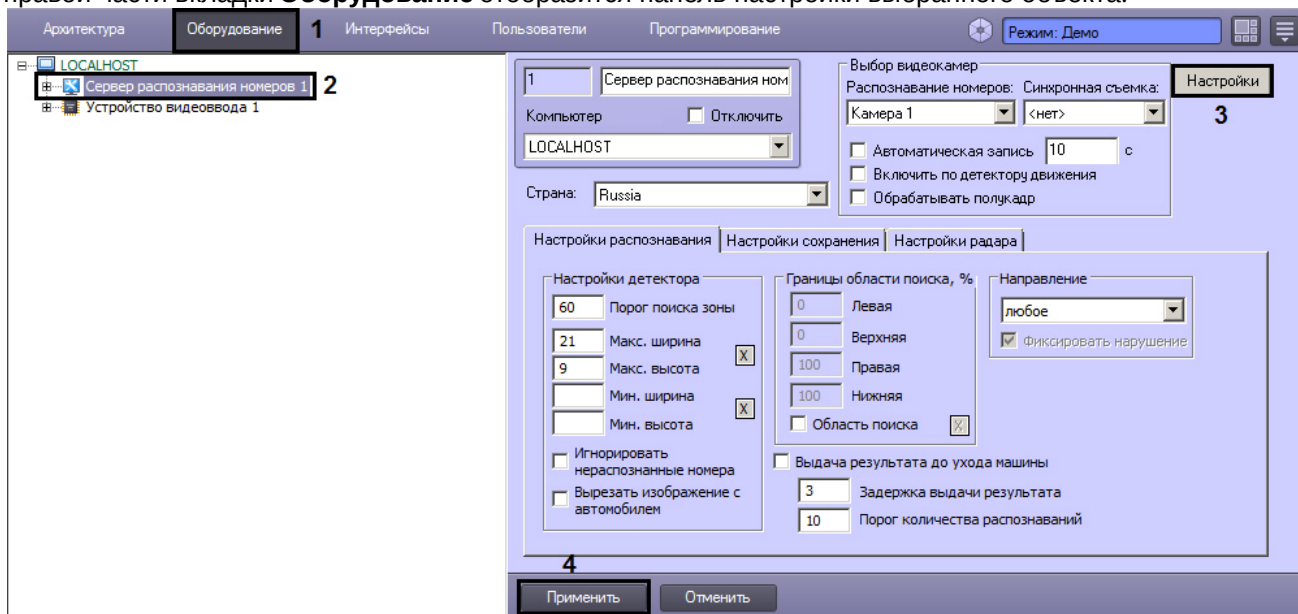 правой части вкладки Оборудование отобразится панель настройки выбранного объекта.
Архитектура Оборудование 1 Интерфейсы Пользователи Программирование Режим: Демо
LOCALHOST
Сервер распознавания номеров 1 2
Устройство видеоввода 1
1 Сервер распознавания ном
Компьютер Отключить
LOCALHOST
Страна: Russia
Выбор видеокамер
Распознавание номеров: Синхронная съемка:
Камера 1 <нет>
Автоматическая запись 10 с
Включить по детектору движения
Обрабатывать полукадр
Настройки
3
Настройки распознавания Настройки сохранения Настройки радара
Настройки детектора
60 Порог поиска зоны
21 Макс. ширина
9 Макс. высота
X
Мин. ширина
Мин. высота
X
Игнорировать
нераспознанные номера
Вырезать изображение с
автомобилем
Границы области поиска, %
0 Левая
0 Верхняя
100 Правая
100 Нижняя
Область поиска X
Направление
любое
Фиксировать нарушение
Выдача результата до ухода машины
3 Задержка выдачи результата
10 Порог количества распознаваний
4
Применить Отменить